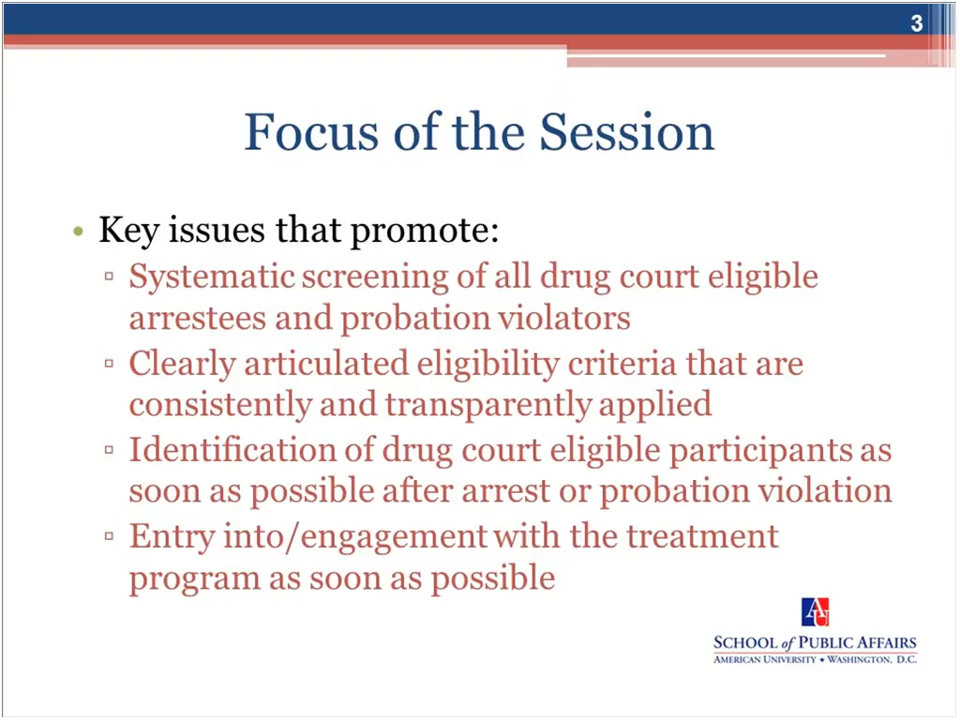 3
Focus of the Session
• Key issues that promote:
▫ Systematic screening of all drug court eligible
arrestees and probation violators
▫ Clearly articulated eligibility criteria that are
consistently and transparently applied
▫ Identification of drug court eligible participants as
soon as possible after arrest or probation violation
▫ Entry into/engagement with the treatment
program as soon as possible
AU
SCHOOL of PUBLIC AFFAIRS
AMERICAN UNIVERSITY • WASHINGTON, D.C.